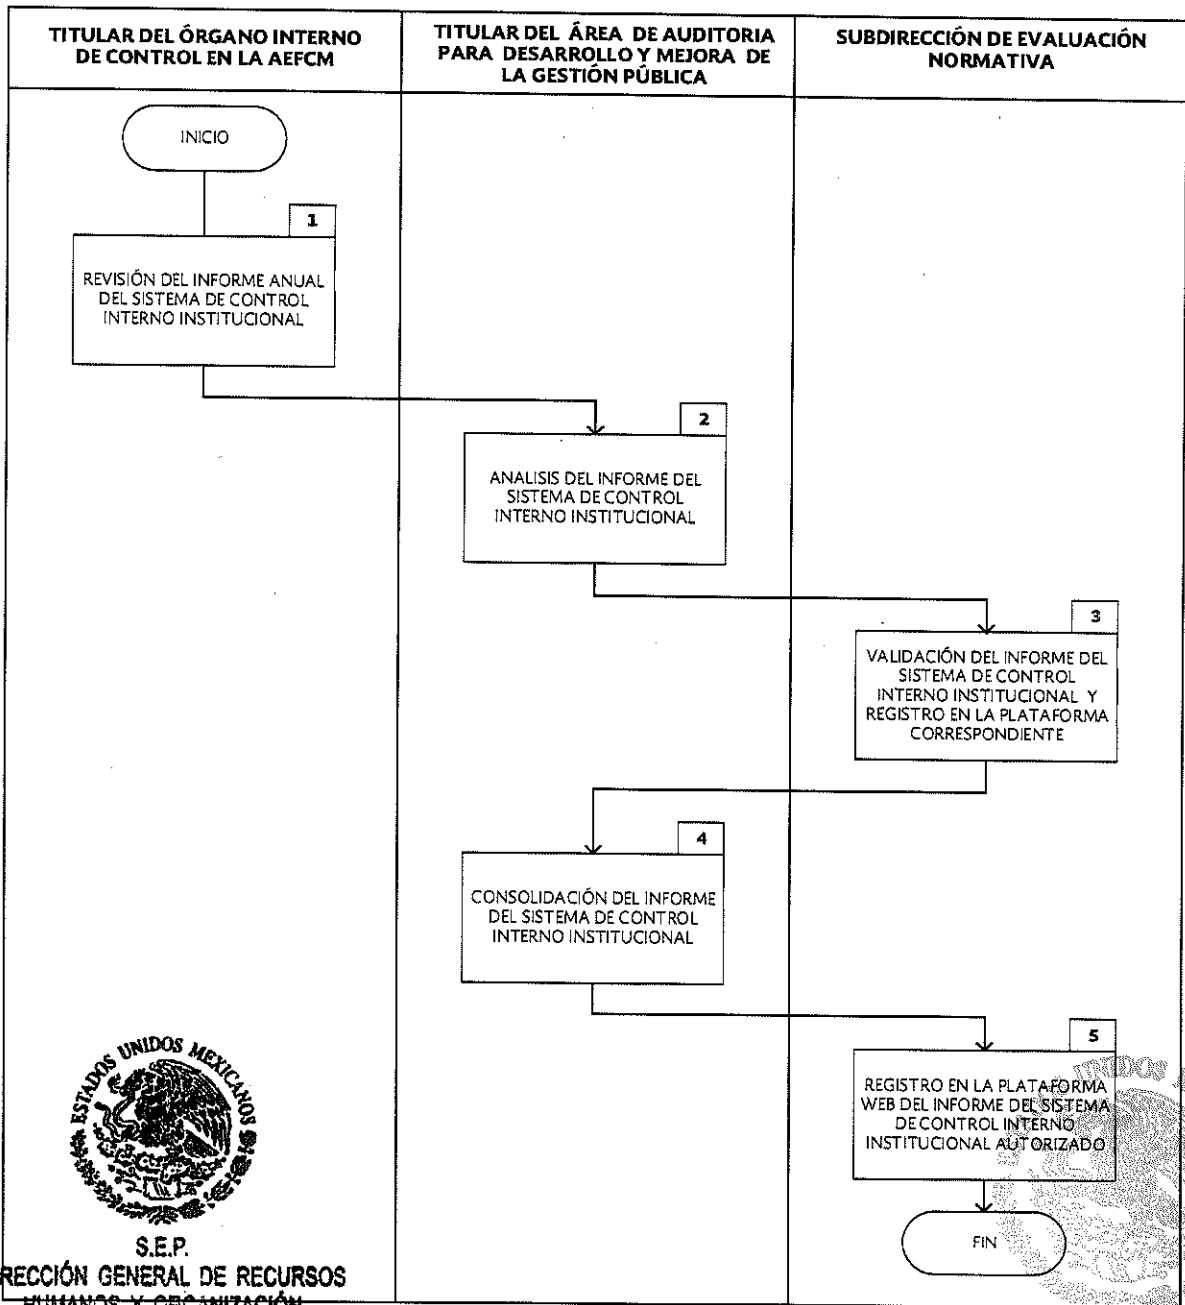 TITULAR DEL ÓRGANO INTERNO
DE CONTROL EN LA AEFCM
TITULAR DEL ÁREA DE AUDITORIA
PARA DESARROLLO Y MEJORA DE
LA GESTIÓN PÚBLICA
SUBDIRECCIÓN DE EVALUACIÓN
NORMATIVA
INICIO
1
REVISIÓN DEL INFORME ANUAL
DEL SISTEMA DE CONTROL
INTERNO INSTITUCIONAL
2
ANALISIS DEL INFORME DEL
SISTEMA DE CONTROL
INTERNO INSTITUCIONAL
3
VALIDACIÓN DEL INFORME DEL
SISTEMA DE CONTROL
INTERNO INSTITUCIONAL Y
REGISTRO EN LA PLATAFORMA
CORRESPONDIENTE
4
CONSOLIDACIÓN DEL INFORME
DEL SISTEMA DE CONTROL
INTERNO INSTITUCIONAL
5
REGISTRO EN LA PLATAFORMA
WEB DEL INFORME DEL SISTEMA
DE CONTROL INTERNO
INSTITUCIONAL AUTORIZADO
FIN
ESTADOS UNIDOS MEXICANOS
S.E.P.
RECCIÓN GENERAL DE RECURSOS
HUMANOS Y ORGANIZACIÓN
UNIDOS